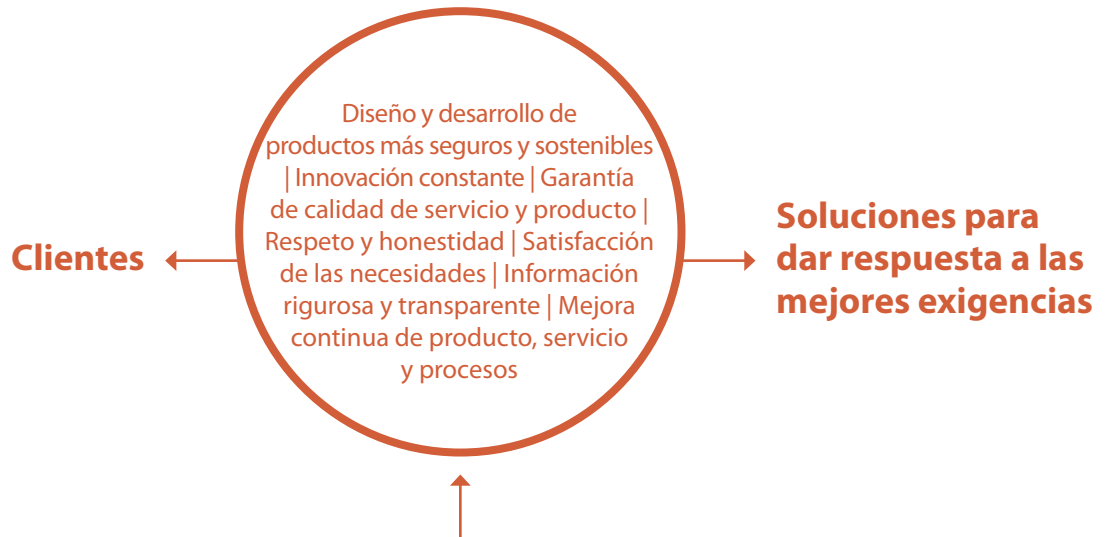 Diseño y desarrollo de
productos más seguros y sostenibles
| Innovación constante | Garantía
de calidad de servicio y producto |
Respeto y honestidad | Satisfacción
de las necesidades | Información
rigurosa y transparente | Mejora
continua de producto, servicio
y procesos
Clientes
Soluciones para
dar respuesta a las
mejores exigencias